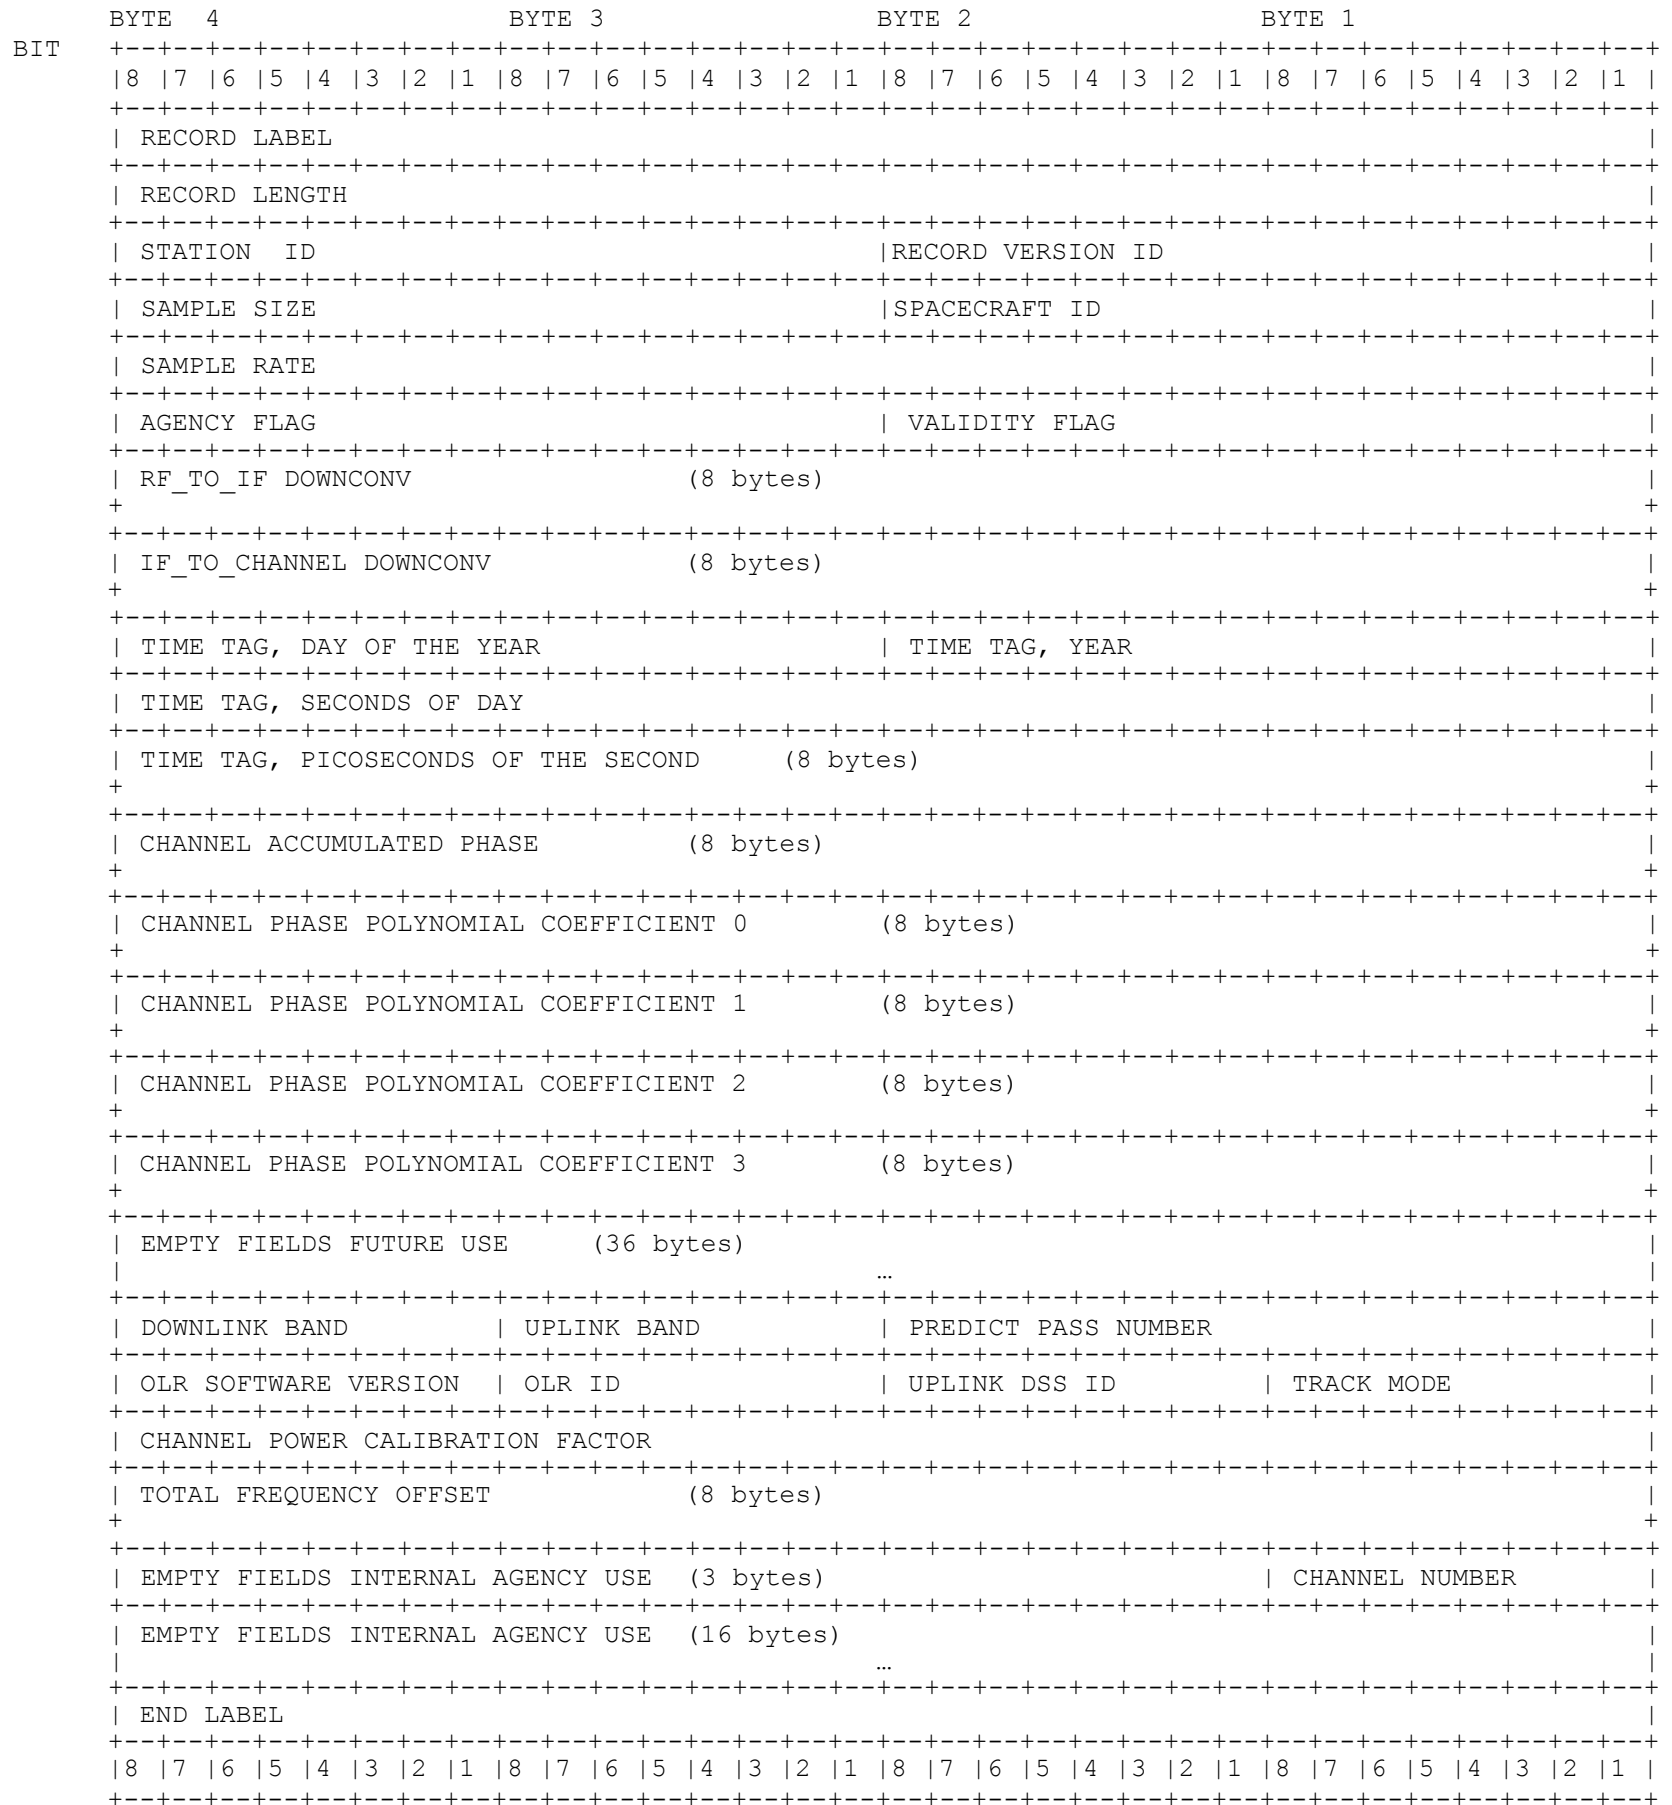 BYTE 4 BYTE 3 BYTE 2 BYTE 1
BIT +--+--+--+--+--+--+--+--+--+--+--+--+--+--+--+--+--+--+--+--+--+--+--+--+--+--+--+--+--+--+--+--+
|8 |7 |6 |5 |4 |3 |2 |1 |8 |7 |6 |5 |4 |3 |2 |1 |8 |7 |6 |5 |4 |3 |2 |1 |8 |7 |6 |5 |4 |3 |2 |1 |
+--+--+--+--+--+--+--+--+--+--+--+--+--+--+--+--+--+--+--+--+--+--+--+--+--+--+--+--+--+--+--+--+
| RECORD LABEL |
+--+--+--+--+--+--+--+--+--+--+--+--+--+--+--+--+--+--+--+--+--+--+--+--+--+--+--+--+--+--+--+--+
| RECORD LENGTH |
+--+--+--+--+--+--+--+--+--+--+--+--+--+--+--+--+--+--+--+--+--+--+--+--+--+--+--+--+--+--+--+--+
| STATION ID |RECORD VERSION ID |
+--+--+--+--+--+--+--+--+--+--+--+--+--+--+--+--+--+--+--+--+--+--+--+--+--+--+--+--+--+--+--+--+
| SAMPLE SIZE |SPACECRAFT ID |
+--+--+--+--+--+--+--+--+--+--+--+--+--+--+--+--+--+--+--+--+--+--+--+--+--+--+--+--+--+--+--+--+
| SAMPLE RATE |
+--+--+--+--+--+--+--+--+--+--+--+--+--+--+--+--+--+--+--+--+--+--+--+--+--+--+--+--+--+--+--+--+
| AGENCY FLAG | VALIDITY FLAG |
+--+--+--+--+--+--+--+--+--+--+--+--+--+--+--+--+--+--+--+--+--+--+--+--+--+--+--+--+--+--+--+--+
| RF_TO_IF DOWNCONV (8 bytes) |
+ +
+--+--+--+--+--+--+--+--+--+--+--+--+--+--+--+--+--+--+--+--+--+--+--+--+--+--+--+--+--+--+--+--+
| IF_TO_CHANNEL DOWNCONV (8 bytes) |
+ +
+--+--+--+--+--+--+--+--+--+--+--+--+--+--+--+--+--+--+--+--+--+--+--+--+--+--+--+--+--+--+--+--+
| TIME TAG, DAY OF THE YEAR | TIME TAG, YEAR |
+--+--+--+--+--+--+--+--+--+--+--+--+--+--+--+--+--+--+--+--+--+--+--+--+--+--+--+--+--+--+--+--+
| TIME TAG, SECONDS OF DAY |
+--+--+--+--+--+--+--+--+--+--+--+--+--+--+--+--+--+--+--+--+--+--+--+--+--+--+--+--+--+--+--+--+
| TIME TAG, PICOSECONDS OF THE SECOND (8 bytes) |
+ +
+--+--+--+--+--+--+--+--+--+--+--+--+--+--+--+--+--+--+--+--+--+--+--+--+--+--+--+--+--+--+--+--+
| CHANNEL ACCUMULATED PHASE (8 bytes) |
+ +
+--+--+--+--+--+--+--+--+--+--+--+--+--+--+--+--+--+--+--+--+--+--+--+--+--+--+--+--+--+--+--+--+
| CHANNEL PHASE POLYNOMIAL COEFFICIENT 0 (8 bytes) |
+ +
+--+--+--+--+--+--+--+--+--+--+--+--+--+--+--+--+--+--+--+--+--+--+--+--+--+--+--+--+--+--+--+--+
| CHANNEL PHASE POLYNOMIAL COEFFICIENT 1 (8 bytes) |
+ +
+--+--+--+--+--+--+--+--+--+--+--+--+--+--+--+--+--+--+--+--+--+--+--+--+--+--+--+--+--+--+--+--+
| CHANNEL PHASE POLYNOMIAL COEFFICIENT 2 (8 bytes) |
+ +
+--+--+--+--+--+--+--+--+--+--+--+--+--+--+--+--+--+--+--+--+--+--+--+--+--+--+--+--+--+--+--+--+
| CHANNEL PHASE POLYNOMIAL COEFFICIENT 3 (8 bytes) |
+ +
+--+--+--+--+--+--+--+--+--+--+--+--+--+--+--+--+--+--+--+--+--+--+--+--+--+--+--+--+--+--+--+--+
| EMPTY FIELDS FUTURE USE (36 bytes) |
| … |
+--+--+--+--+--+--+--+--+--+--+--+--+--+--+--+--+--+--+--+--+--+--+--+--+--+--+--+--+--+--+--+--+
| DOWNLINK BAND | UPLINK BAND | PREDICT PASS NUMBER |
+--+--+--+--+--+--+--+--+--+--+--+--+--+--+--+--+--+--+--+--+--+--+--+--+--+--+--+--+--+--+--+--+
| OLR SOFTWARE VERSION | OLR ID | UPLINK DSS ID | TRACK MODE |
+--+--+--+--+--+--+--+--+--+--+--+--+--+--+--+--+--+--+--+--+--+--+--+--+--+--+--+--+--+--+--+--+
| CHANNEL POWER CALIBRATION FACTOR |
+--+--+--+--+--+--+--+--+--+--+--+--+--+--+--+--+--+--+--+--+--+--+--+--+--+--+--+--+--+--+--+--+
| TOTAL FREQUENCY OFFSET (8 bytes) |
+ +
+--+--+--+--+--+--+--+--+--+--+--+--+--+--+--+--+--+--+--+--+--+--+--+--+--+--+--+--+--+--+--+--+
| EMPTY FIELDS INTERNAL AGENCY USE (3 bytes) | CHANNEL NUMBER |
+--+--+--+--+--+--+--+--+--+--+--+--+--+--+--+--+--+--+--+--+--+--+--+--+--+--+--+--+--+--+--+--+
| EMPTY FIELDS INTERNAL AGENCY USE (16 bytes) |
| … |
+--+--+--+--+--+--+--+--+--+--+--+--+--+--+--+--+--+--+--+--+--+--+--+--+--+--+--+--+--+--+--+--+
| END LABEL |
+--+--+--+--+--+--+--+--+--+--+--+--+--+--+--+--+--+--+--+--+--+--+--+--+--+--+--+--+--+--+--+--+
|8 |7 |6 |5 |4 |3 |2 |1 |8 |7 |6 |5 |4 |3 |2 |1 |8 |7 |6 |5 |4 |3 |2 |1 |8 |7 |6 |5 |4 |3 |2 |1 |
+--+--+--+--+--+--+--+--+--+--+--+--+--+--+--+--+--+--+--+--+--+--+--+--+--+--+--+--+--+--+--+--+